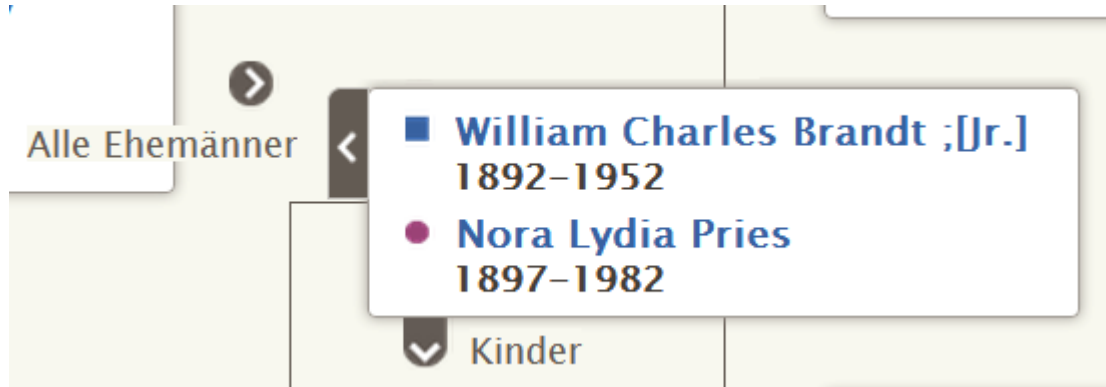 Alle Ehemänner
William Charles Brandt ;[Jr.]
1892–1952
Nora Lydia Pries
1897–1982
Kinder